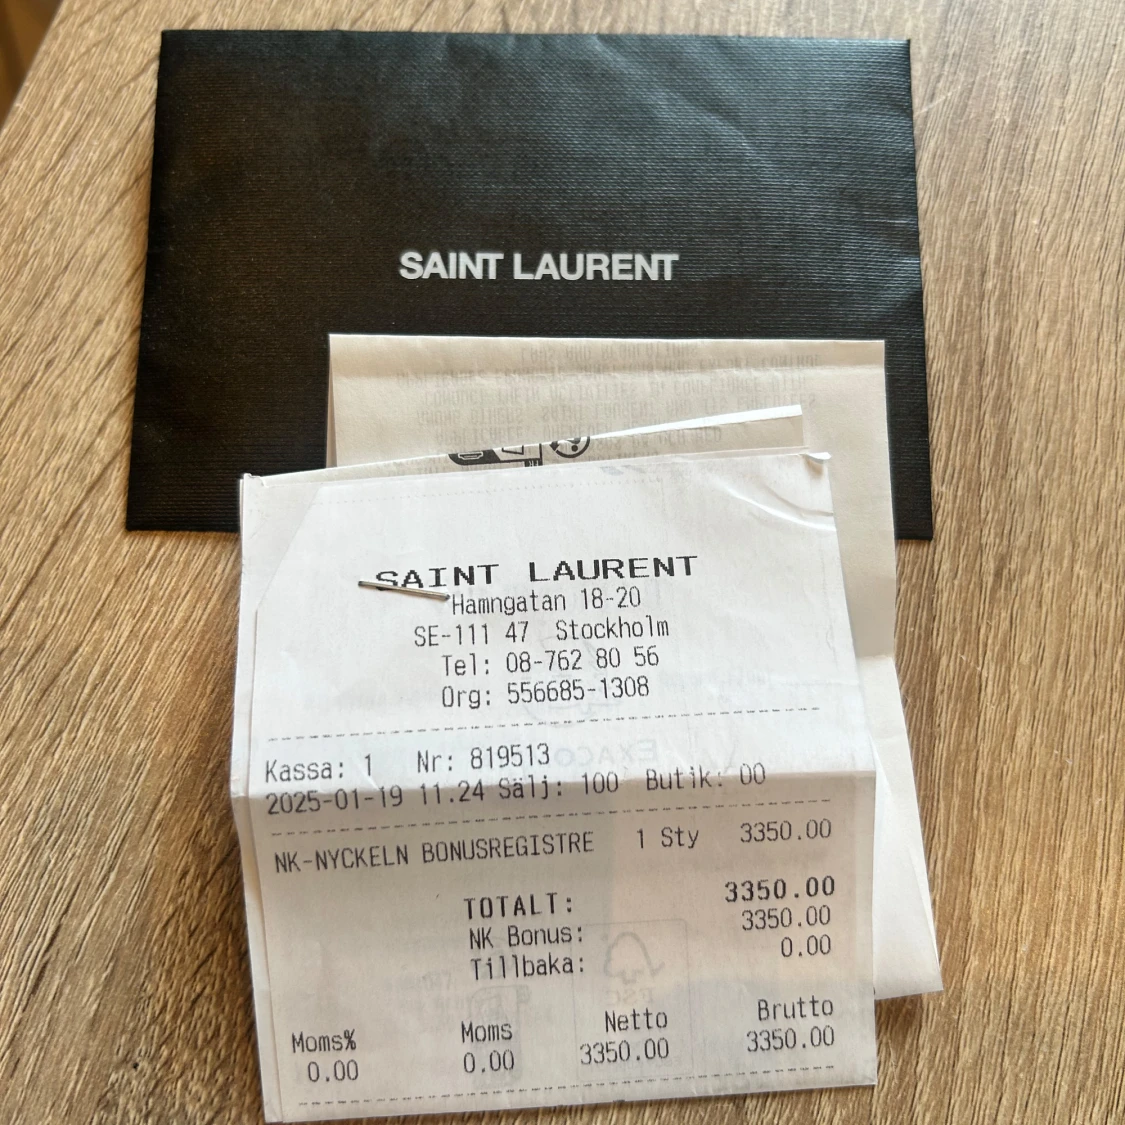 SAINT LAURENT
SAINT LAURENT
Hamngatan 18-20
SE-111 47 Stockholm
Tel: 08-762 80 56
Org: 556685-1308
Kassa: 1 Nr: 819513
2025-01-19 11.24 Sälj: 100 Butik: 00
NK-NYCKELN BONUSREGISTRE 1 Sty 3350.00
TOTALT: 3350.00
NK Bonus: 3350.00
Tillbaka: 0.00
Moms% Moms Netto Brutto
0.00 0.00 3350.00 3350.00